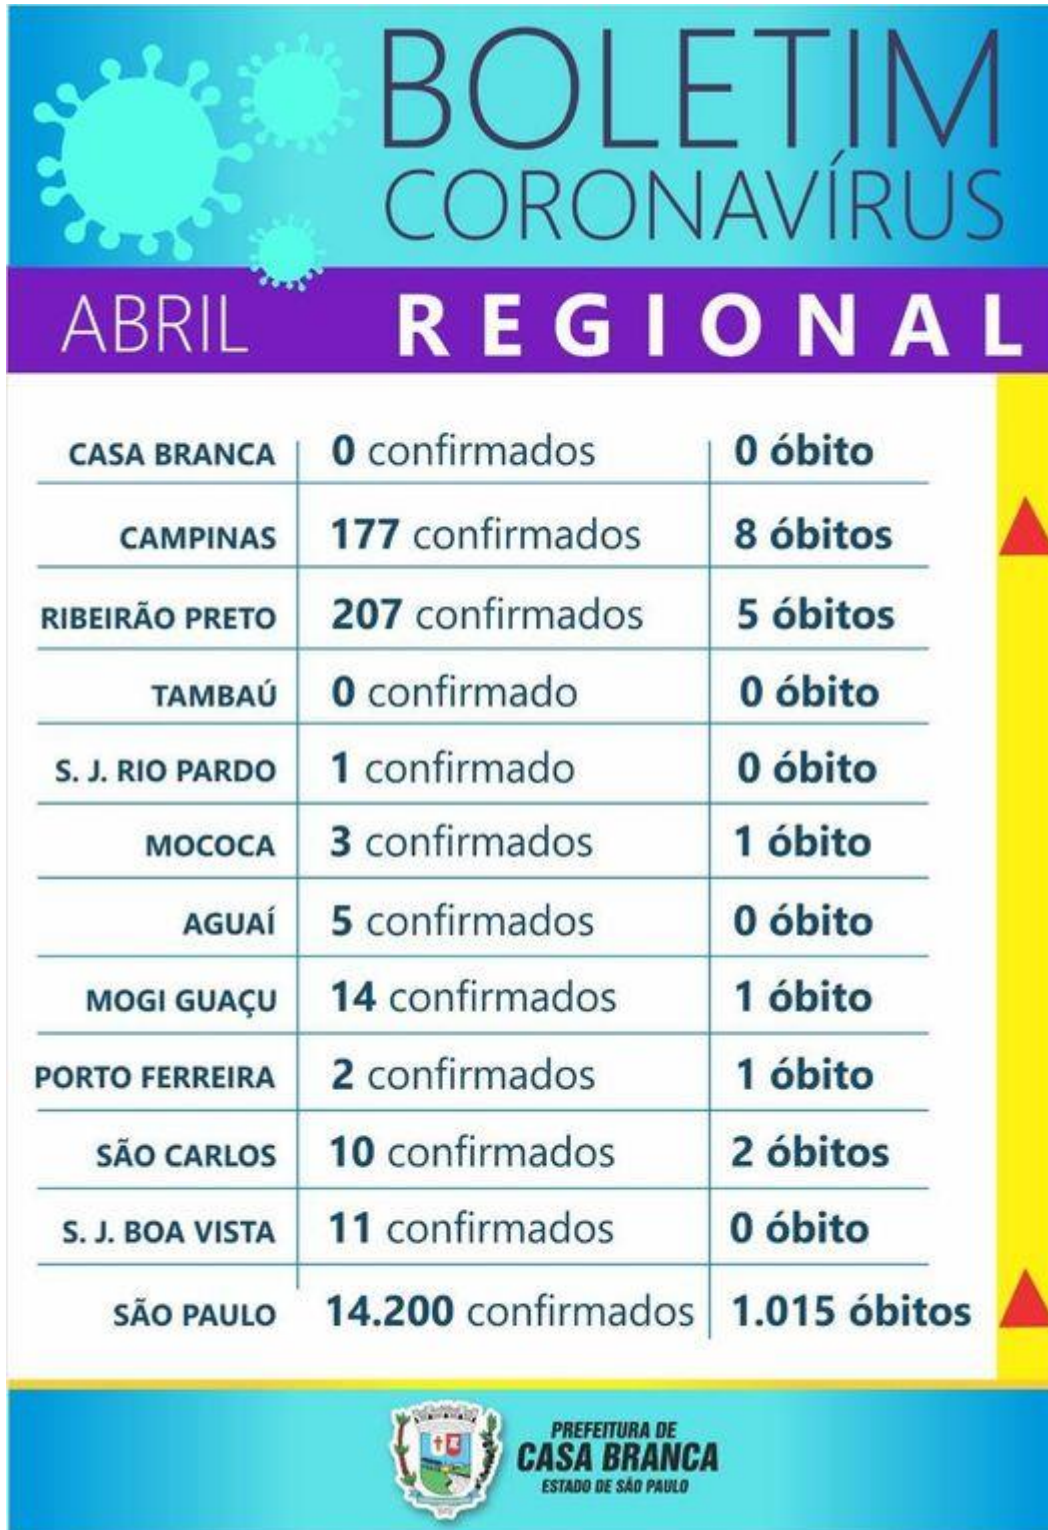 BOLETIM
CORONAVÍRUS
ABRIL REGIONAL
CASA BRANCA 0 confirmados 0 óbito
CAMPINAS 177 confirmados 8 óbitos
RIBEIRÃO PRETO 207 confirmados 5 óbitos
TAMBAÚ 0 confirmado 0 óbito
S. J. RIO PARDO 1 confirmado 0 óbito
MOCOCA 3 confirmados 1 óbito
AGUAÍ 5 confirmados 0 óbito
MOGI GUAÇU 14 confirmados 1 óbito
PORTO FERREIRA 2 confirmados 1 óbito
SÃO CARLOS 10 confirmados 2 óbitos
S. J. BOA VISTA 11 confirmados 0 óbito
SÃO PAULO 14.200 confirmados 1.015 óbitos
PREFEITURA DE
CASA BRANCA
ESTADO DE SÃO PAULO